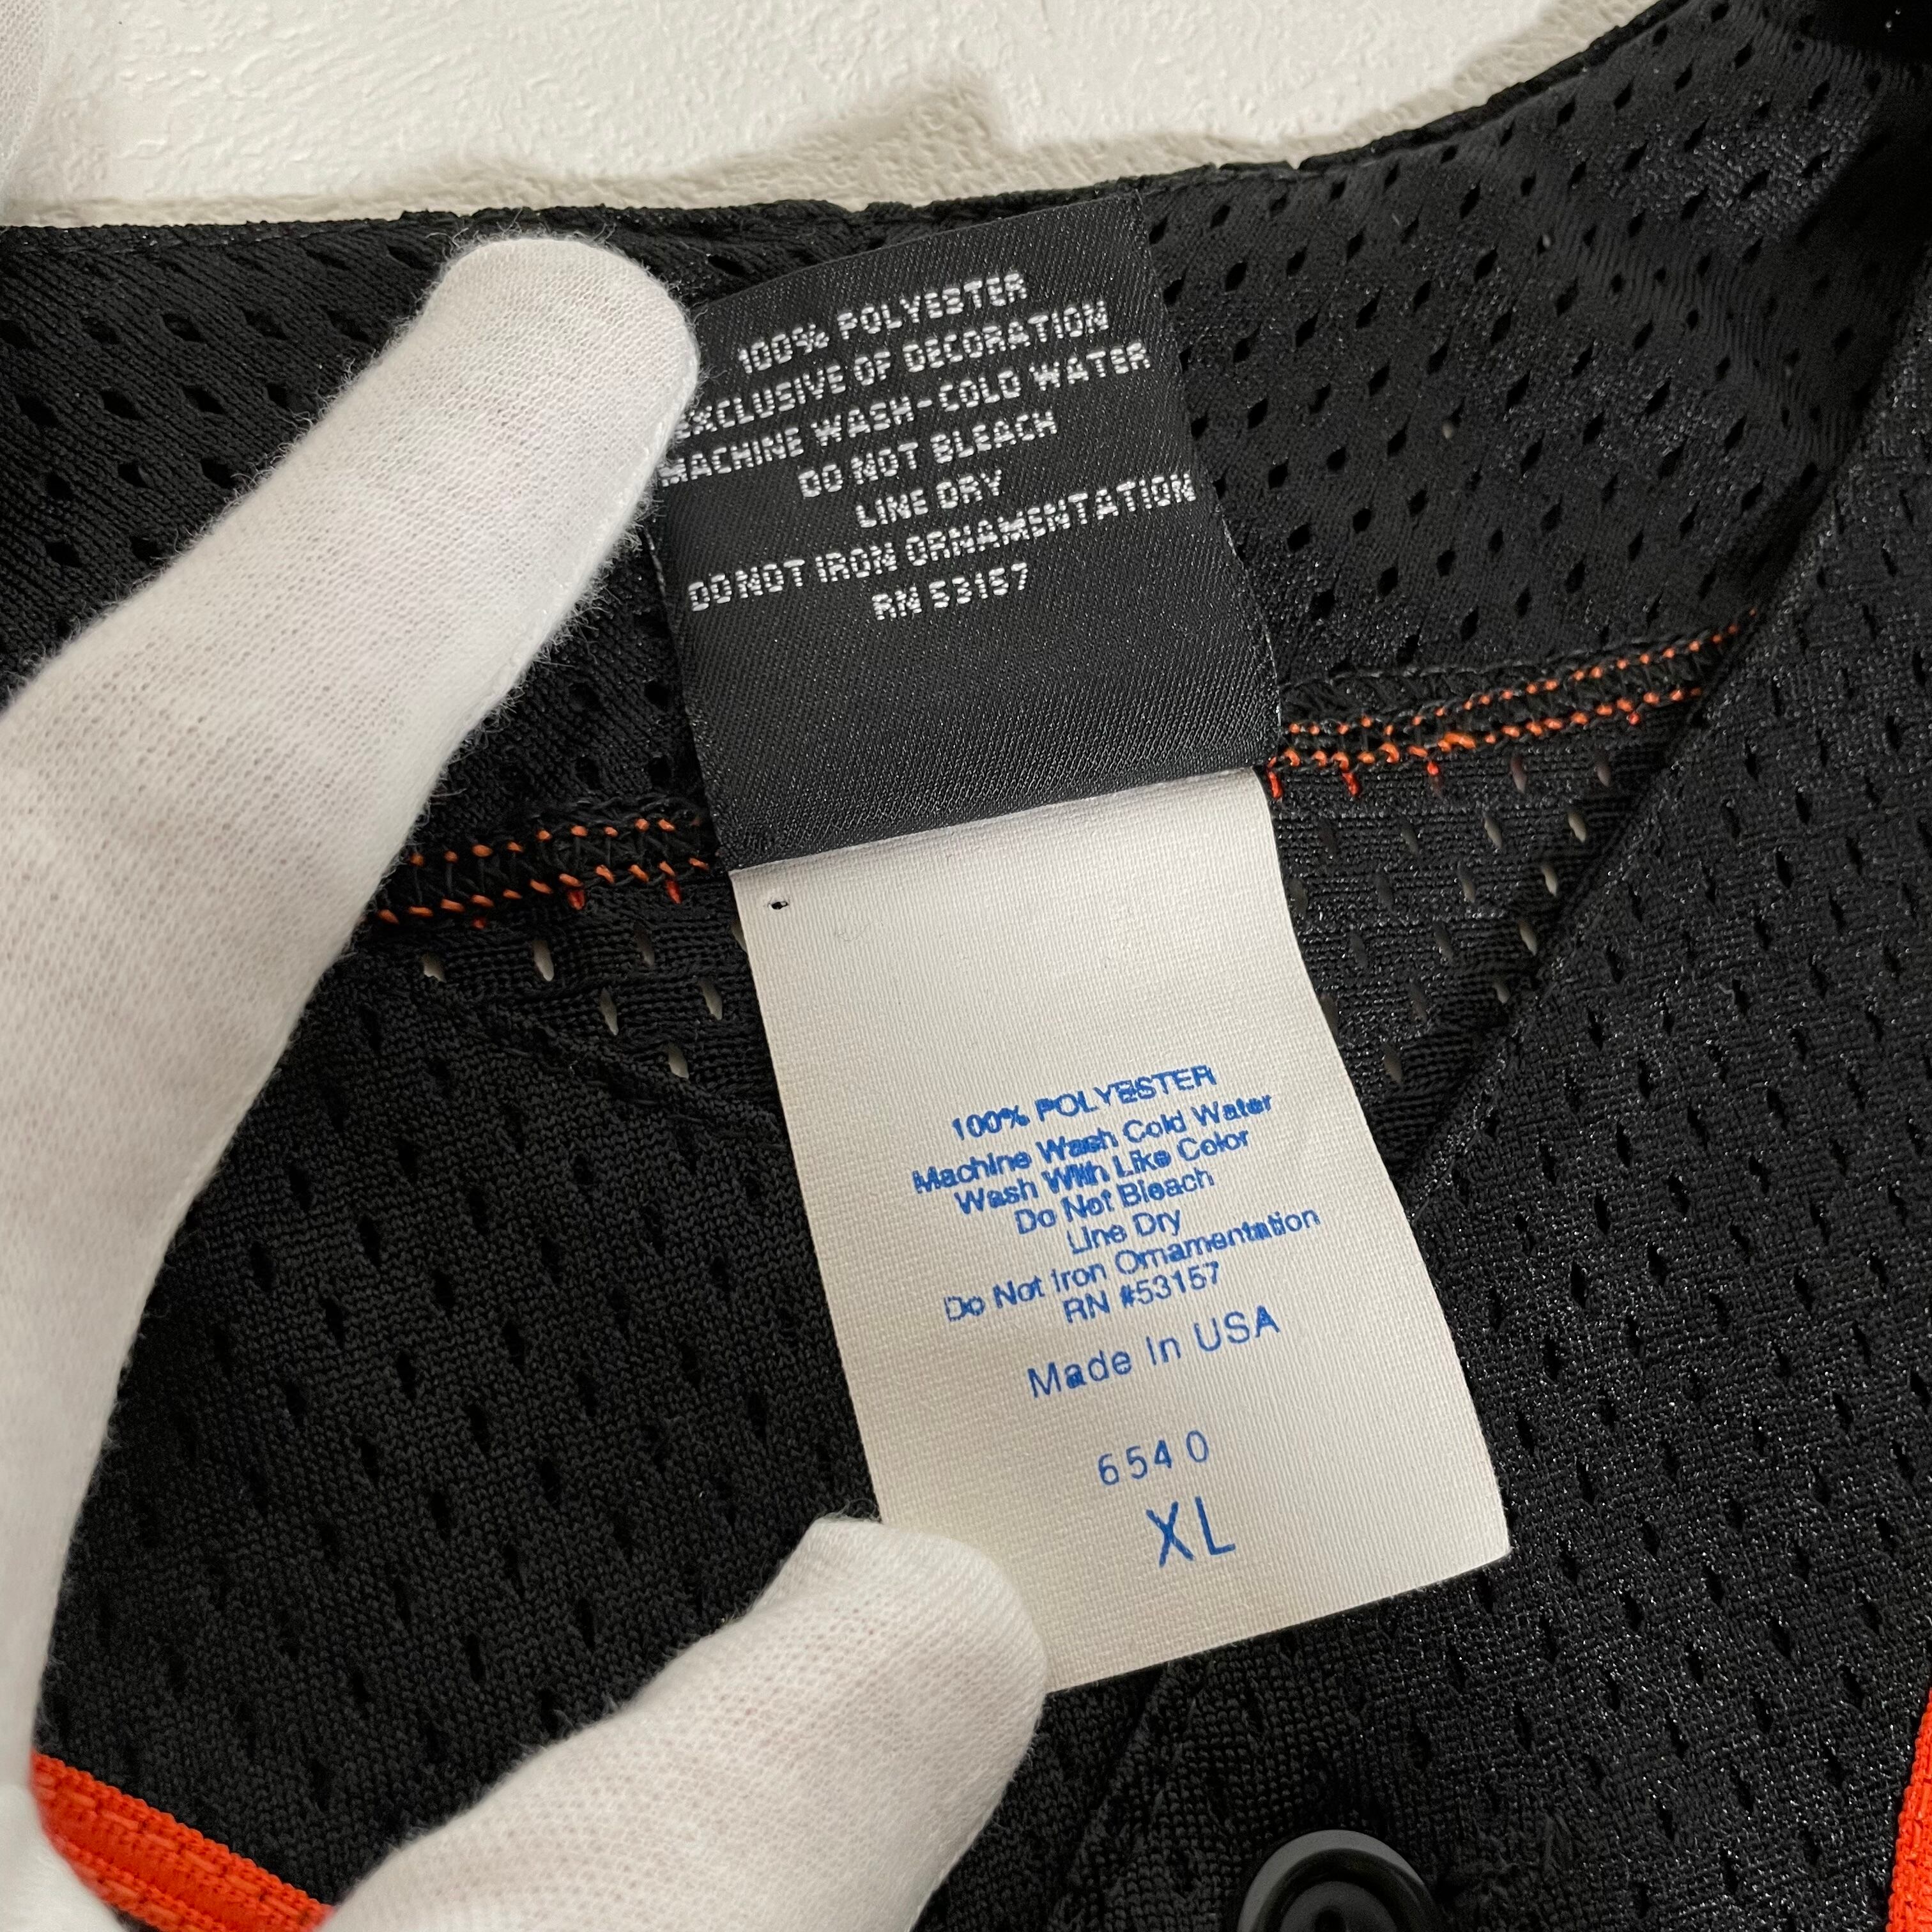 100% POLYESTER
EXCLUSIVE OF DECORATION
MACHINE WASH-COLD WATER
DO NOT BLEACH
LINE DRY
DO NOT IRON ORNAMENTATION
RN 53157
100% POLYESTER
Machine Wash Cold Water
Wash With Like Color
Do Not Bleach
Line Dry
Do Not Iron Ornamentation
RN #53157
Made In USA
6540
XL